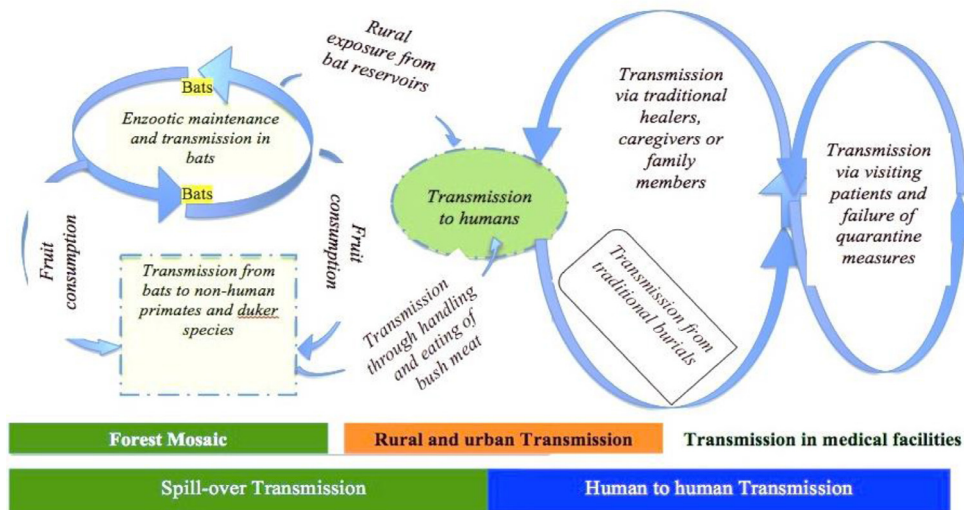 Bats
Enzootic maintenance
and transmission in
bats
Bats
Fruit
consumption
Fruit
consumption
Transmission from
bats to non-human
primates and duker
species
Rural
exposure from
bat reservoirs
Transmission
to humans
Transmission
through handling
and eating of
bush meat
Transmission
via traditional
healers,
caregivers or
family
members
Transmission from
traditional burials
Transmission
via visiting
patients and
failure of
quarantine
measures
Forest Mosaic
Rural and urban Transmission
Transmission in medical facilities
Spill-over Transmission
Human to human Transmission